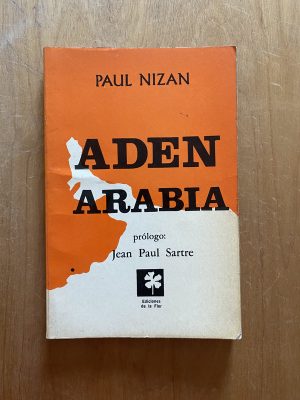 PAUL NIZAN
ADEN
ARABIA
prólogo:
Jean Paul Sartre
Ediciones
de la Flor